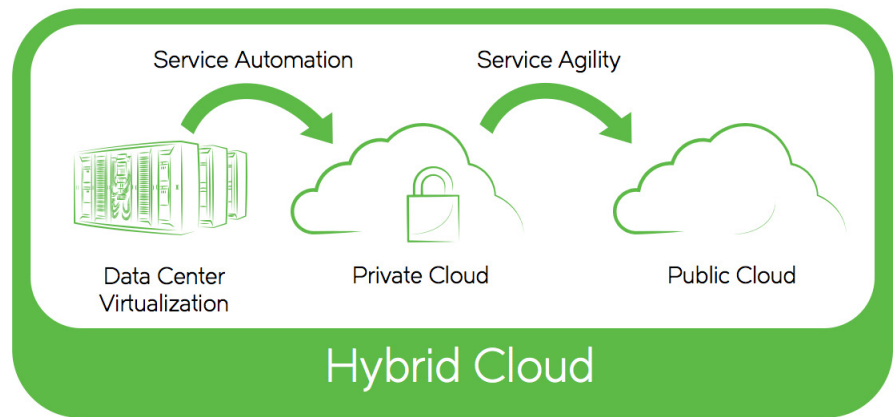 Service Automation
Service Agility
Data Center
Virtualization
Private Cloud
Public Cloud
Hybrid Cloud